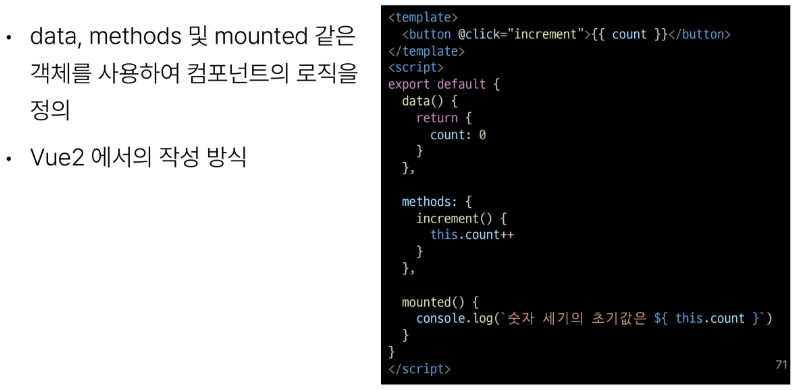 • data, methods 및 mounted 같은
객체를 사용하여 컴포넌트의 로직을
정의
• Vue2 에서의 작성 방식
<template>
  <button @click="increment">{{ count }}</button>
</template>
<script>
export default {
  data() {
    return {
      count: 0
    }
  },

  methods: {
    increment() {
      this.count++
    }
  },

  mounted() {
    console.log(`숫자 세기의 초기값은 ${ this.count }`)
  }
}
</script>
71